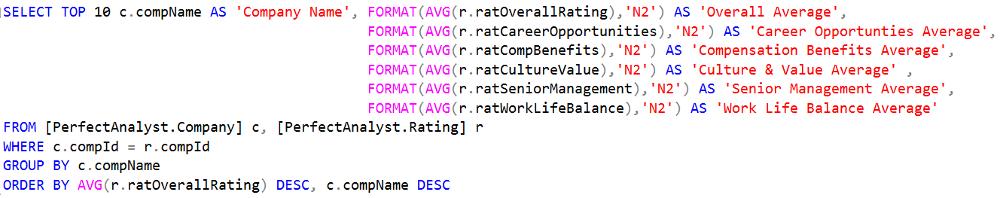 SELECT TOP 10 c.compName AS 'Company Name', FORMAT(AVG(r.ratOverallRating),'N2') AS 'Overall Average',
FORMAT(AVG(r.ratCareerOpportunities),'N2') AS 'Career Opportunties Average',
FORMAT(AVG(r.ratCompBenefits),'N2') AS 'Compensation Benefits Average',
FORMAT(AVG(r.ratCultureValue),'N2') AS 'Culture & Value Average' ,
FORMAT(AVG(r.ratSeniorManagement),'N2') AS 'Senior Management Average',
FORMAT(AVG(r.ratWorkLifeBalance),'N2') AS 'Work Life Balance Average'
FROM [PerfectAnalyst.Company] c, [PerfectAnalyst.Rating] r
WHERE c.compId = r.compId
GROUP BY c.compName
ORDER BY AVG(r.ratOverallRating) DESC, c.compName DESC